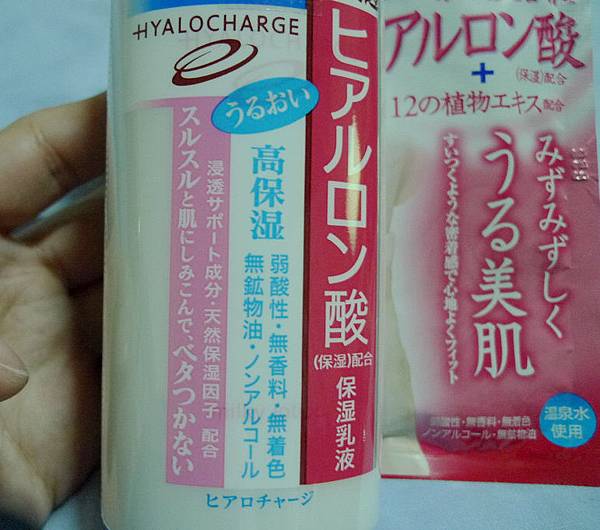 HYALOCHARGE
うるおい
ヒアルロン酸
(保湿)配合
保湿乳液
高保湿
弱酸性・無香料・無着色
無鉱物油・ノンアルコール
浸透サポート成分・天然保湿因子 配合
スルスルと肌にしみこんで、ベタつかない
ヒアロチャージ
アルロン酸
+
(保湿)配合
12の植物エキス配合
みずみずしく
うる美肌
すいつくような密着感で心地よくフィット
弱酸性・無香料・無着色
ノンアルコール・無鉱物油
温泉水
使用